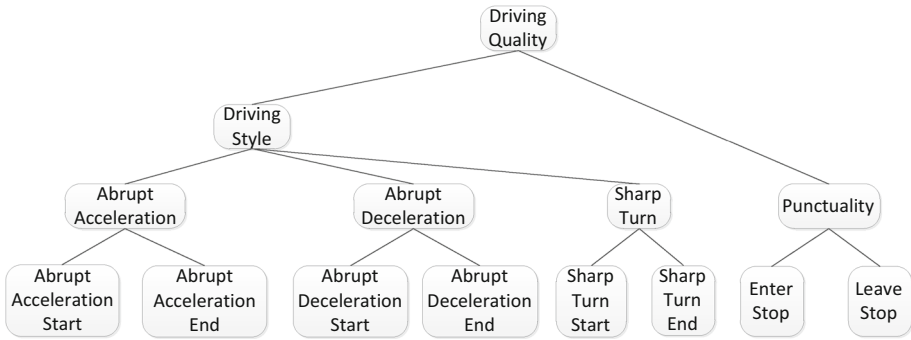 Driving
Quality
Driving
Style
Abrupt
Acceleration
Abrupt
Deceleration
Sharp
Turn
Punctuality
Abrupt
Acceleration
Start
Abrupt
Acceleration
End
Abrupt
Deceleration
Start
Abrupt
Deceleration
End
Sharp
Turn
Start
Sharp
Turn
End
Enter
Stop
Leave
Stop